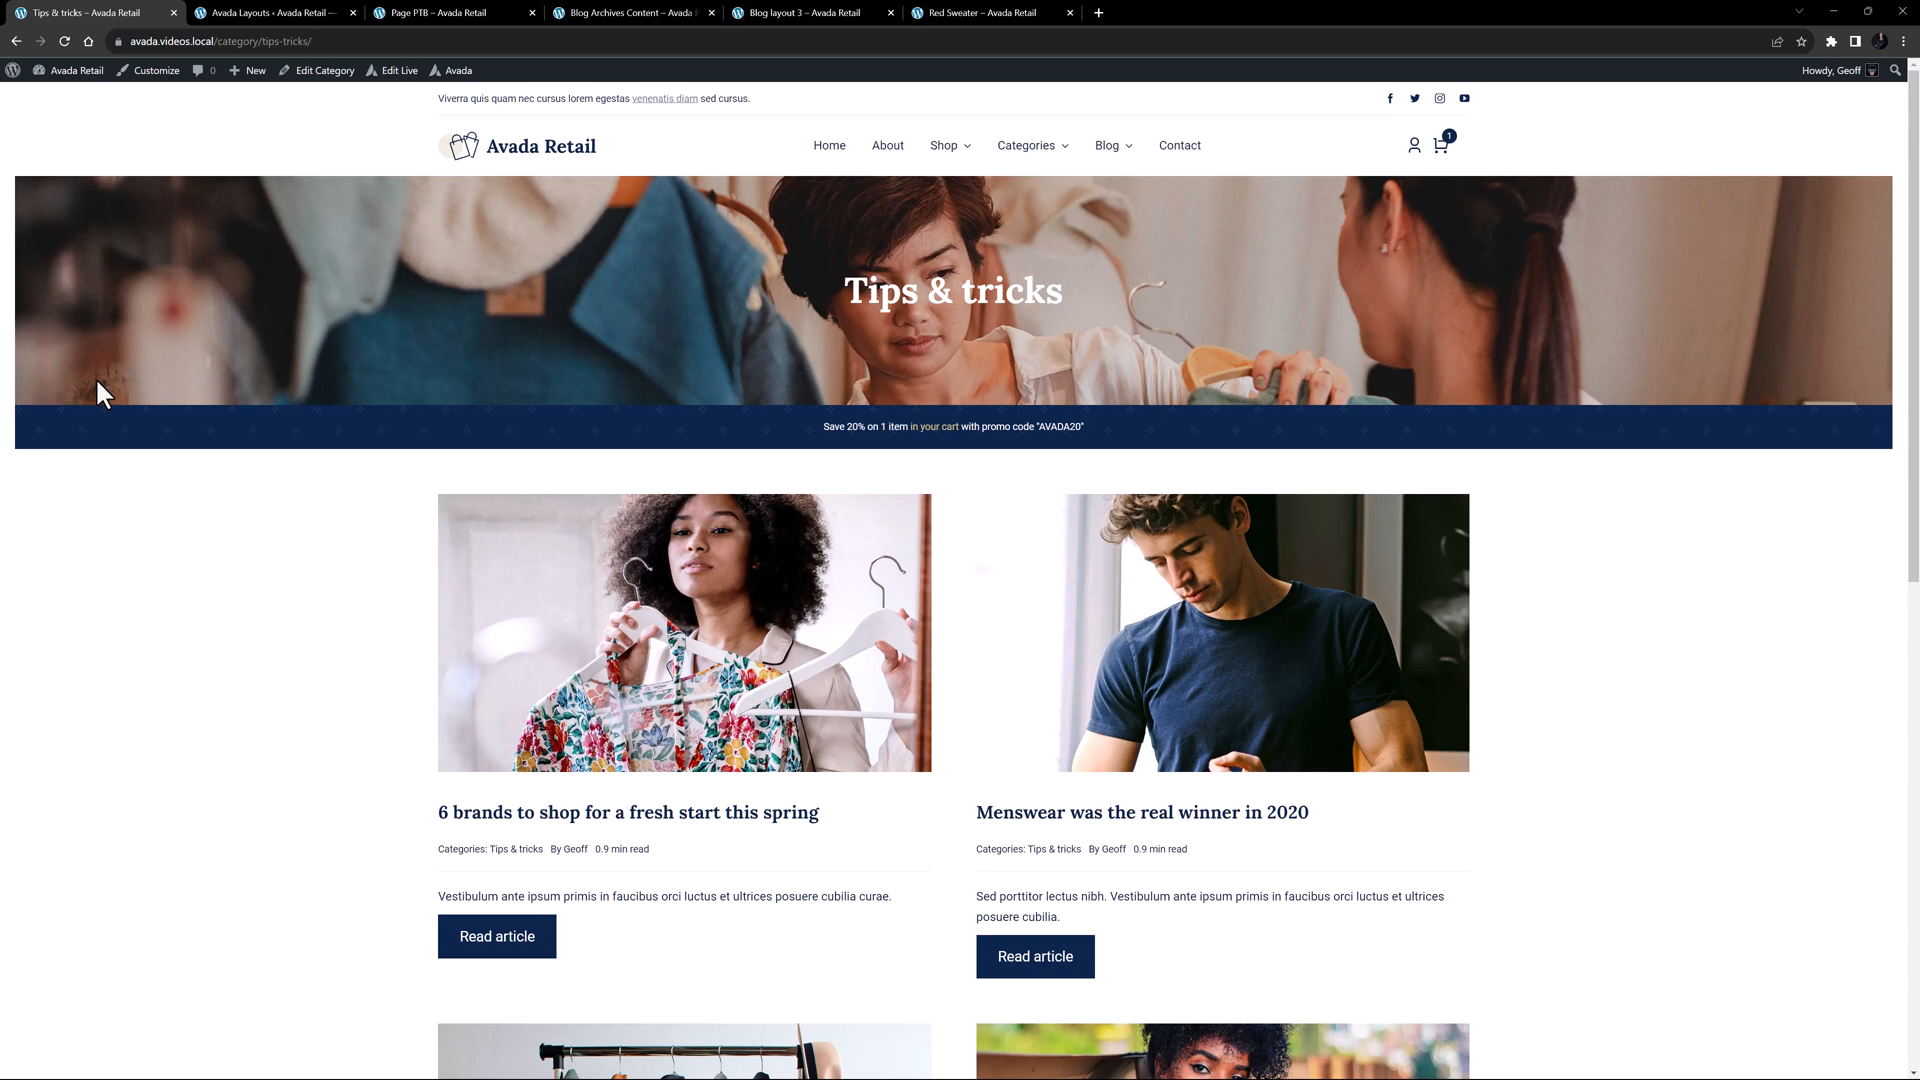 Tips & tricks – Avada Retail
Avada Layouts ‹ Avada Retail —
Page PTB – Avada Retail
Blog Archives Content – Avada
Blog layout 3 – Avada Retail
Red Sweater – Avada Retail
avada.videos.local/category/tips-tricks/
Avada Retail
Customize
0
New
Edit Category
Edit Live
Avada
Howdy, Geoff
Viverra quis quam nec cursus lorem egestas venenatis diam sed cursus.
Avada Retail
Home
About
Shop
Categories
Blog
Contact
1
Tips & tricks
Save 20% on 1 item in your cart with promo code "AVADA20"
6 brands to shop for a fresh start this spring
Categories: Tips & tricks By Geoff 0.9 min read
Vestibulum ante ipsum primis in faucibus orci luctus et ultrices posuere cubilia curae.
Read article
Menswear was the real winner in 2020
Categories: Tips & tricks By Geoff 0.9 min read
Sed porttitor lectus nibh. Vestibulum ante ipsum primis in faucibus orci luctus et ultrices
posuere cubilia.
Read article